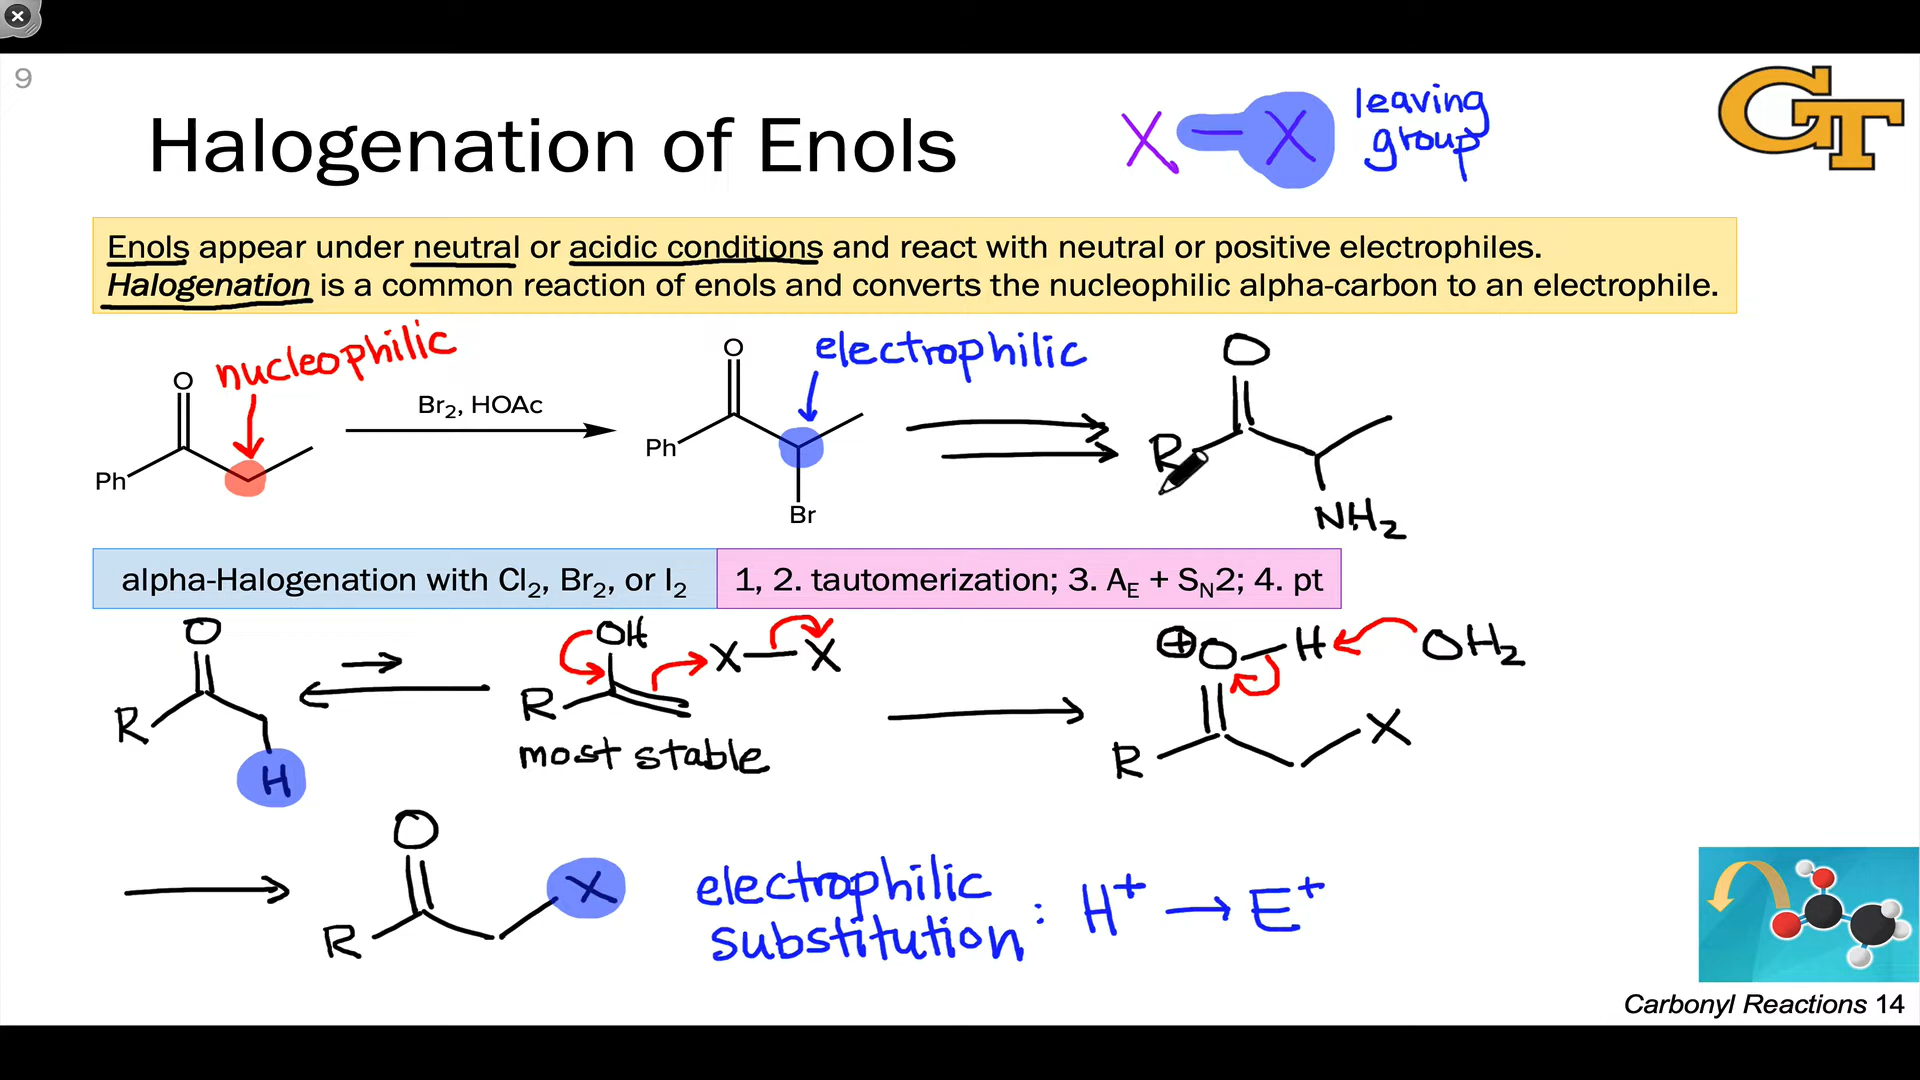 9
Halogenation of Enols
X — X
leaving
group
GT
Enols appear under neutral or acidic conditions and react with neutral or positive electrophiles.
Halogenation is a common reaction of enols and converts the nucleophilic alpha-carbon to an electrophile.
O
nucleophilic
Ph
Br₂, HOAc
O
electrophilic
Ph
Br
O
R
NH₂
alpha-Halogenation with Cl₂, Br₂, or I₂
1, 2. tautomerization; 3. A_E + S_N2; 4. pt
O
R
H
OH
R
X — X
most stable
⊕O — H
OH₂
R
X
O
R
X
electrophilic
substitution : H⁺ → E⁺
Carbonyl Reactions 14